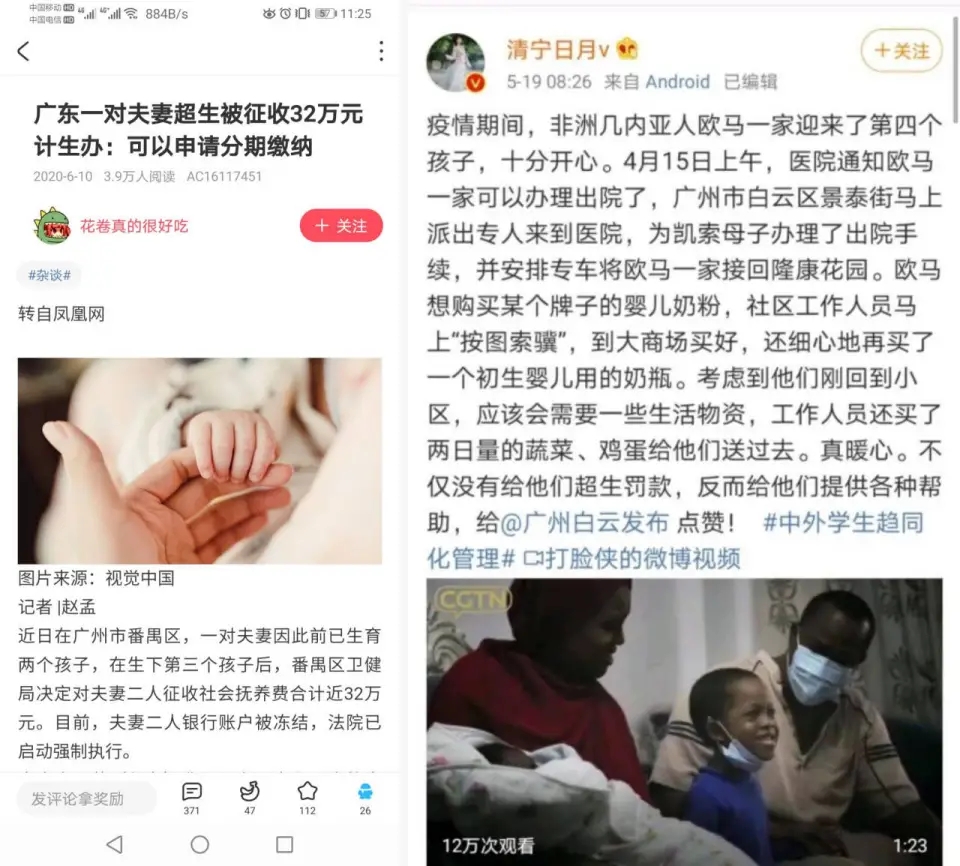 中国移动 HD
中国电信 HD
4G 4G 884B/s
57 11:25
广东一对夫妻超生被征收32万元
计生办：可以申请分期缴纳
2020-6-10 3.9万人阅读 AC16117451
花卷真的很好吃
+ 关注
#杂谈#
转自凤凰网
图片来源：视觉中国
记者 |赵孟
近日在广州市番禺区，一对夫妻因此前已生育
两个孩子，在生下第三个孩子后，番禺区卫健
局决定对夫妻二人征收社会抚养费合计近32万
元。目前，夫妻二人银行账户被冻结，法院已
启动强制执行。
发评论拿奖励
371
47
112
26
清宁日月v
+关注
5-19 08:26 来自 Android 已编辑
疫情期间，非洲几内亚人欧马一家迎来了第四个
孩子，十分开心。4月15日上午，医院通知欧马
一家可以办理出院了，广州市白云区景泰街马上
派出专人来到医院，为凯索母子办理了出院手
续，并安排专车将欧马一家接回隆康花园。欧马
想购买某个牌子的婴儿奶粉，社区工作人员马
上“按图索骥”，到大商场买好，还细心地再买了
一个初生婴儿用的奶瓶。考虑到他们刚回到小
区，应该会需要一些生活物资，工作人员还买了
两日量的蔬菜、鸡蛋给他们送过去。真暖心。不
仅没有给他们超生罚款，反而给他们提供各种帮
助，给@广州白云发布 点赞！ #中外学生趋同
化管理# 打脸侠的微博视频
CGTN
12万次观看
1:23